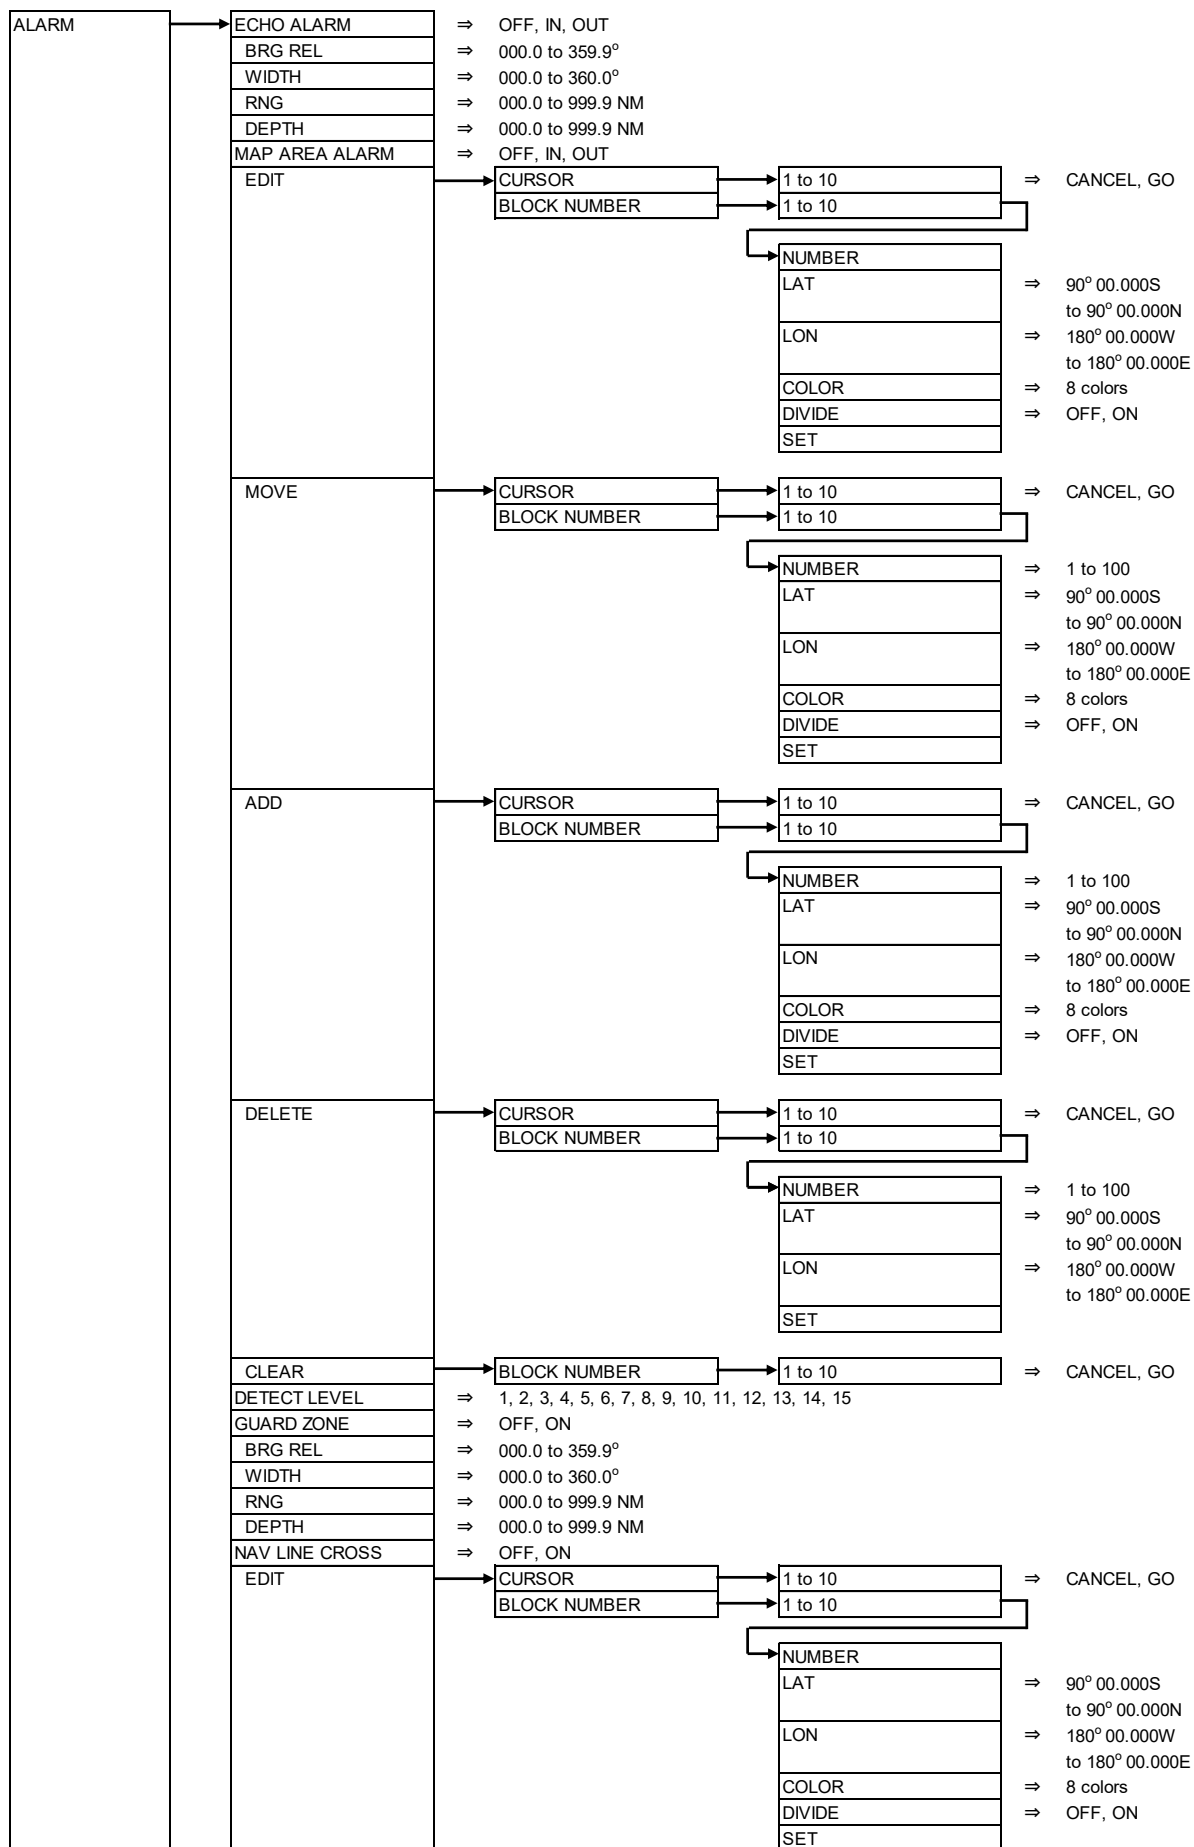 ALARM ECHO ALARM ⇒ OFF, IN, OUT
BRG REL ⇒ 000.0 to 359.9°
WIDTH ⇒ 000.0 to 360.0°
RNG ⇒ 000.0 to 999.9 NM
DEPTH ⇒ 000.0 to 999.9 NM
MAP AREA ALARM ⇒ OFF, IN, OUT
EDIT CURSOR 1 to 10 ⇒ CANCEL, GO
BLOCK NUMBER 1 to 10
NUMBER
LAT ⇒ 90° 00.000S
to 90° 00.000N
LON ⇒ 180° 00.000W
to 180° 00.000E
COLOR ⇒ 8 colors
DIVIDE ⇒ OFF, ON
SET
MOVE CURSOR 1 to 10 ⇒ CANCEL, GO
BLOCK NUMBER 1 to 10
NUMBER ⇒ 1 to 100
LAT ⇒ 90° 00.000S
to 90° 00.000N
LON ⇒ 180° 00.000W
to 180° 00.000E
COLOR ⇒ 8 colors
DIVIDE ⇒ OFF, ON
SET
ADD CURSOR 1 to 10 ⇒ CANCEL, GO
BLOCK NUMBER 1 to 10
NUMBER ⇒ 1 to 100
LAT ⇒ 90° 00.000S
to 90° 00.000N
LON ⇒ 180° 00.000W
to 180° 00.000E
COLOR ⇒ 8 colors
DIVIDE ⇒ OFF, ON
SET
DELETE CURSOR 1 to 10 ⇒ CANCEL, GO
BLOCK NUMBER 1 to 10
NUMBER ⇒ 1 to 100
LAT ⇒ 90° 00.000S
to 90° 00.000N
LON ⇒ 180° 00.000W
to 180° 00.000E
SET
CLEAR BLOCK NUMBER 1 to 10 ⇒ CANCEL, GO
DETECT LEVEL ⇒ 1, 2, 3, 4, 5, 6, 7, 8, 9, 10, 11, 12, 13, 14, 15
GUARD ZONE ⇒ OFF, ON
BRG REL ⇒ 000.0 to 359.9°
WIDTH ⇒ 000.0 to 360.0°
RNG ⇒ 000.0 to 999.9 NM
DEPTH ⇒ 000.0 to 999.9 NM
NAV LINE CROSS ⇒ OFF, ON
EDIT CURSOR 1 to 10 ⇒ CANCEL, GO
BLOCK NUMBER 1 to 10
NUMBER
LAT ⇒ 90° 00.000S
to 90° 00.000N
LON ⇒ 180° 00.000W
to 180° 00.000E
COLOR ⇒ 8 colors
DIVIDE ⇒ OFF, ON
SET